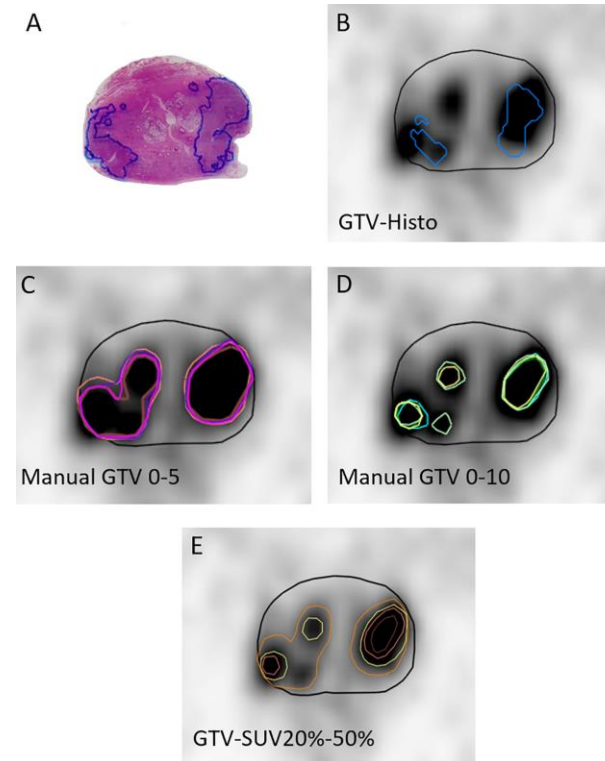 A
B
GTV-Histo
C
D
Manual GTV 0-5
Manual GTV 0-10
E
GTV-SUV20%-50%